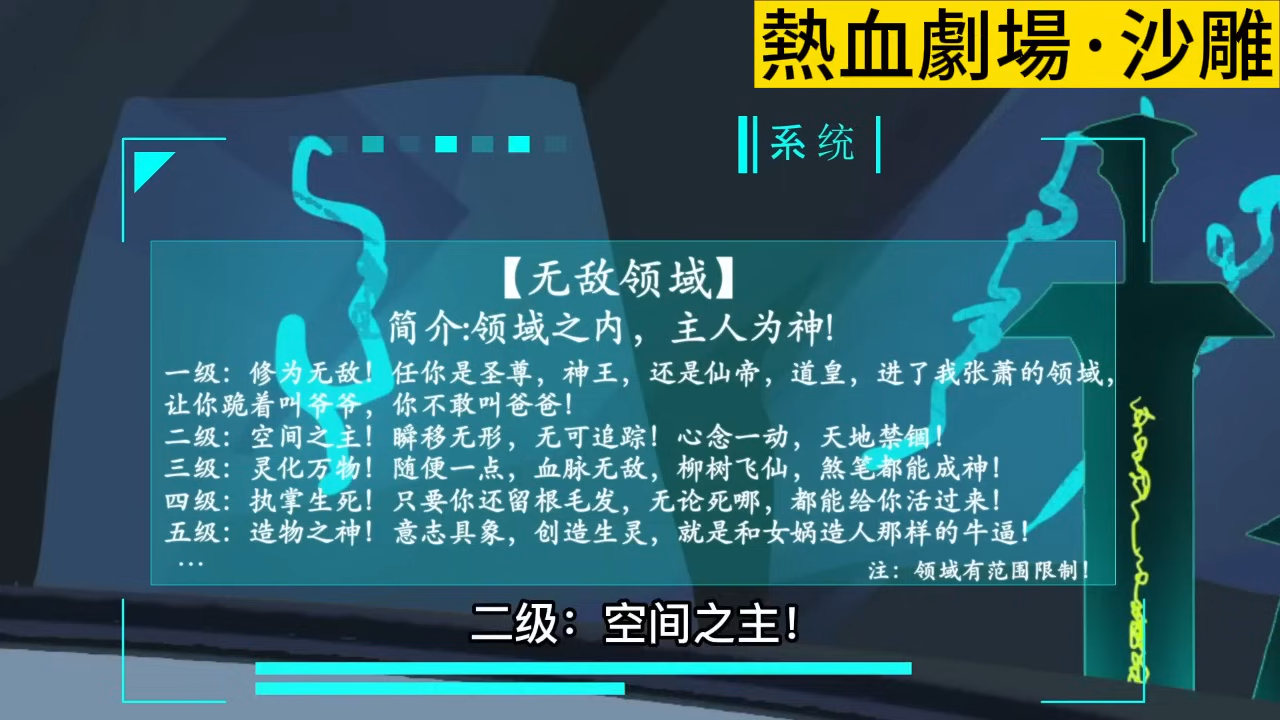 熱血劇場·沙雕
系统
【无敌领域】
简介:领域之内，主人为神!
一级：修为无敌！任你是圣尊，神王，还是仙帝，道皇，进了我张萧的领域，
让你跪着叫爷爷，你不敢叫爸爸！
二级：空间之主！瞬移无形，无可追踪！心念一动，天地禁锢！
三级：灵化万物！随便一点，血脉无敌，柳树飞仙，煞笔都能成神！
四级：执掌生死！只要你还留根毛发，无论死哪，都能给你活过来！
五级：造物之神！意志具象，创造生灵，就是和女娲造人那样的牛逼！
…
注：领域有范围限制！
二级：空间之主！